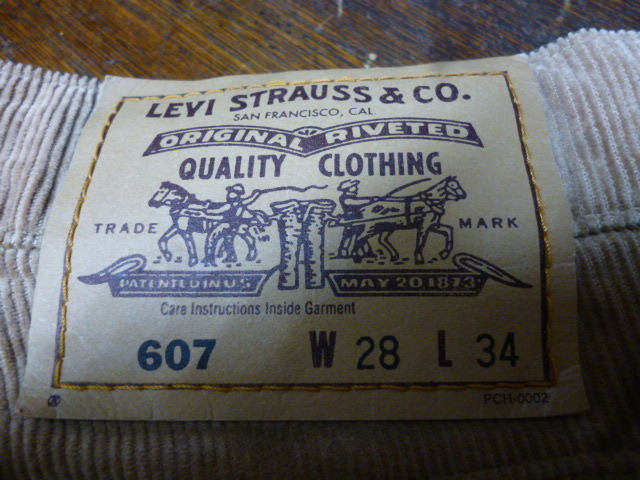 LEVI STRAUSS & CO.
SAN FRANCISCO, CAL.
ORIGINAL RIVETED
QUALITY CLOTHING
TRADE MARK
PATENTED IN U S MAY 20 1873
Care Instructions Inside Garment
607 W 28 L 34
PCH-0002